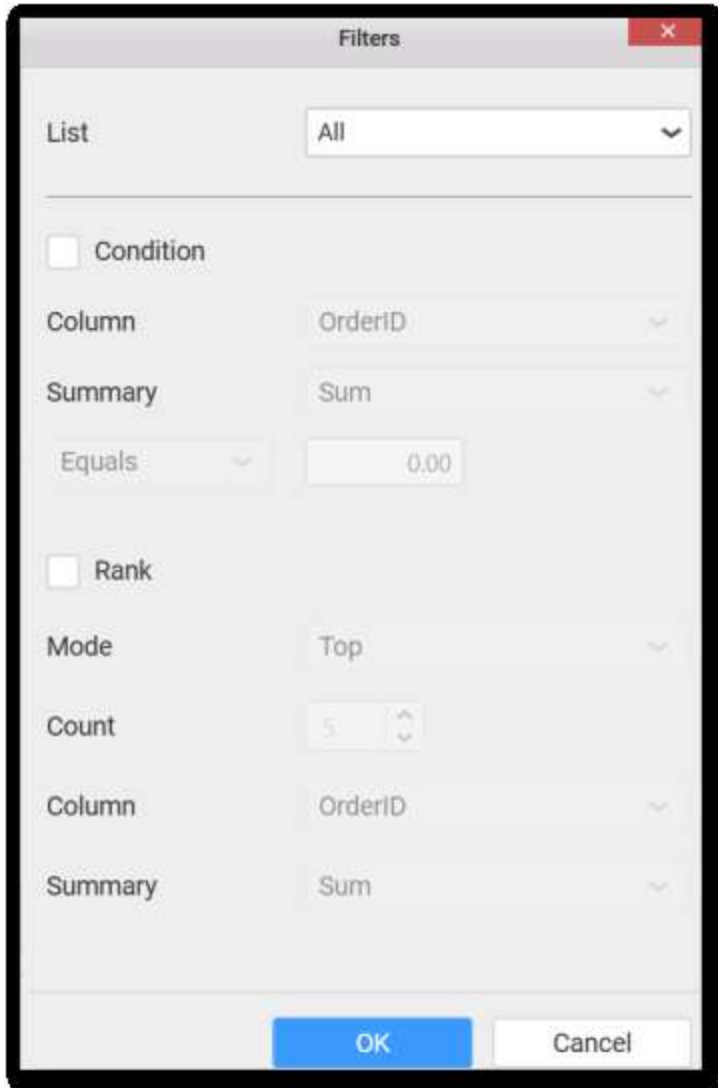 Filters
List All
Condition
Column OrderID
Summary Sum
Equals 0.00
Rank
Mode Top
Count 5
Column OrderID
Summary Sum
OK Cancel